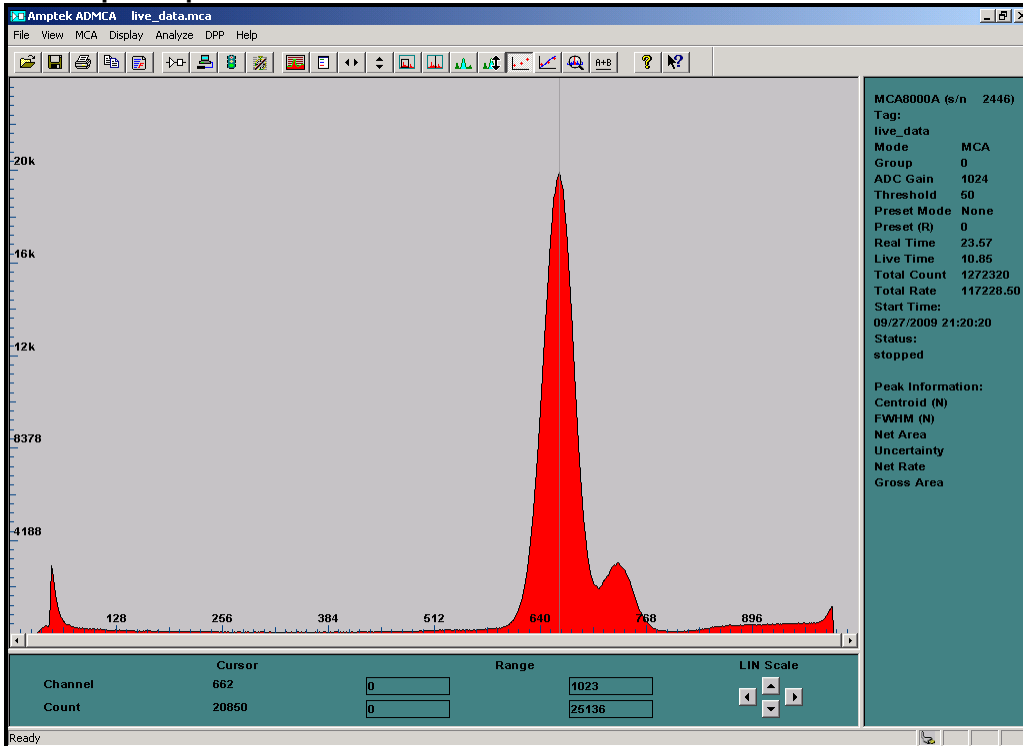 Amptek ADMCA live_data.mca
File View MCA Display Analyze DPP Help
A+B
20k
16k
12k
8378
4188
128 256 384 512 640 768 896
MCA8000A (s/n 2446)
Tag:
live_data
Mode MCA
Group 0
ADC Gain 1024
Threshold 50
Preset Mode None
Preset (R) 0
Real Time 23.57
Live Time 10.85
Total Count 1272320
Total Rate 117228.50
Start Time:
09/27/2009 21:20:20
Status:
stopped
Peak Information:
Centroid (N)
FWHM (N)
Net Area
Uncertainty
Net Rate
Gross Area
Cursor Range LIN Scale
Channel 662 0 1023
Count 20850 0 25136
Ready